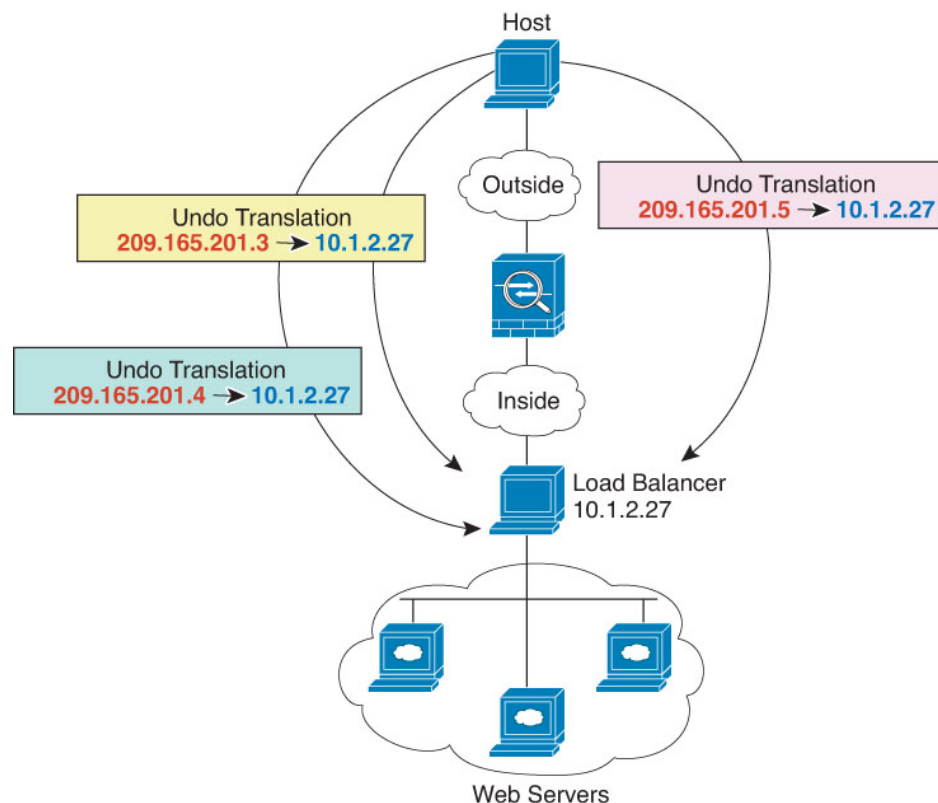 Host
Outside
Undo Translation
209.165.201.3 → 10.1.2.27
Undo Translation
209.165.201.5 → 10.1.2.27
Undo Translation
209.165.201.4 → 10.1.2.27
Inside
Load Balancer
10.1.2.27
Web Servers